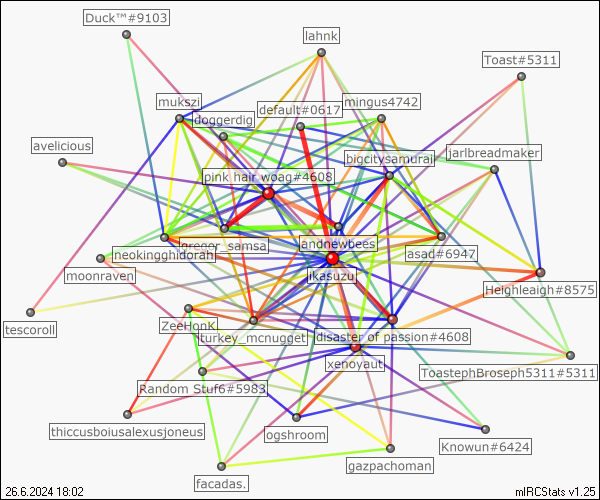 Duck™#9103
lahnk
Toast#5311
mukszi
mingus4742
default#0617
doggerdig
avelicious
bigcitysamurai
jarlbreadmaker
pink hair woag#4608
andnewbees
gregor_samsa
neokingghidorah
asad#6947
moonraven
likasuzu
Heighleaigh#8575
tescoroll
ZeeHonK
turkey_mcnugget
disaster of passion#4608
xenoyaut
ToastephBroseph5311#5311
Random Stuf6#5983
thiccusboiusalexusjoneus
ogshroom
Knowun#6424
gazpachoman
facadas.
26.6.2024 18:02
mIRCStats v1.25